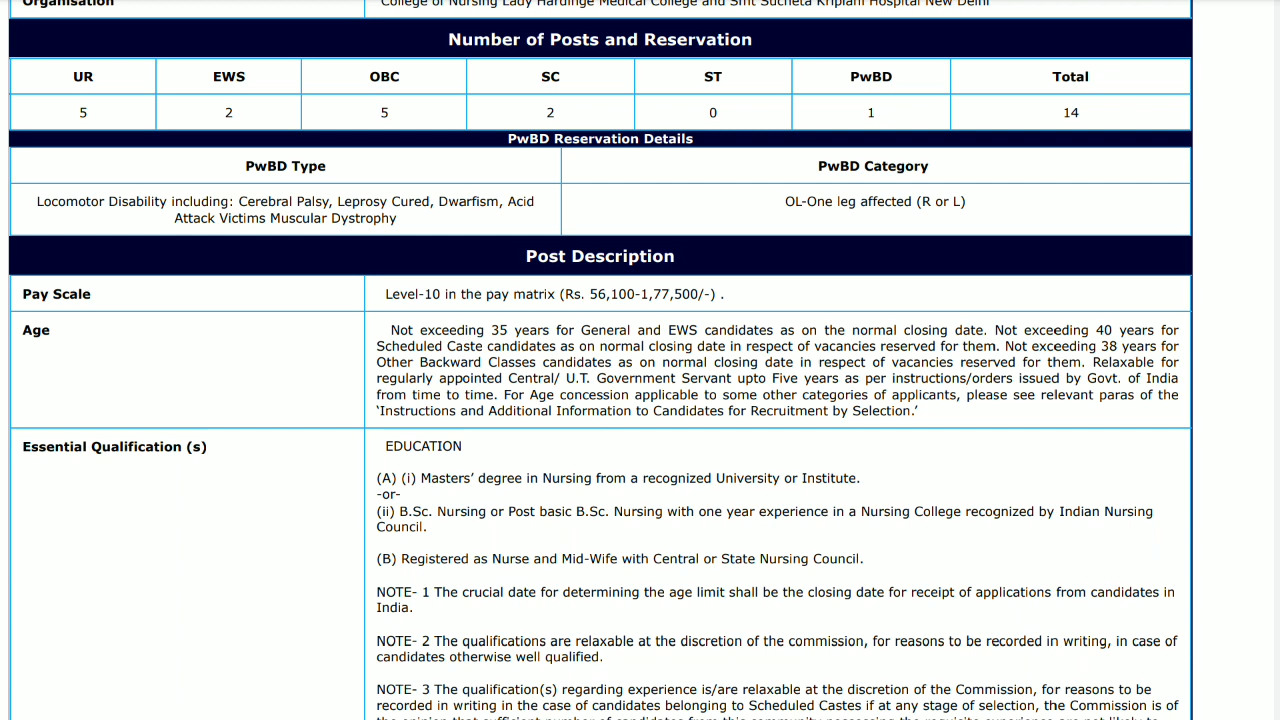 Organisation College of Nursing Lady Hardinge Medical College and Smt Sucheta Kriplani Hospital New Delhi
Number of Posts and Reservation
UR EWS OBC SC ST PwBD Total
5 2 5 2 0 1 14
PwBD Reservation Details
PwBD Type PwBD Category
Locomotor Disability including: Cerebral Palsy, Leprosy Cured, Dwarfism, Acid OL-One leg affected (R or L)
Attack Victims Muscular Dystrophy
Post Description
Pay Scale Level-10 in the pay matrix (Rs. 56,100-1,77,500/-) .
Age Not exceeding 35 years for General and EWS candidates as on the normal closing date. Not exceeding 40 years for
Scheduled Caste candidates as on normal closing date in respect of vacancies reserved for them. Not exceeding 38 years for
Other Backward Classes candidates as on normal closing date in respect of vacancies reserved for them. Relaxable for
regularly appointed Central/ U.T. Government Servant upto Five years as per instructions/orders issued by Govt. of India
from time to time. For Age concession applicable to some other categories of applicants, please see relevant paras of the
‘Instructions and Additional Information to Candidates for Recruitment by Selection.’
Essential Qualification (s) EDUCATION
(A) (i) Masters’ degree in Nursing from a recognized University or Institute.
-or-
(ii) B.Sc. Nursing or Post basic B.Sc. Nursing with one year experience in a Nursing College recognized by Indian Nursing
Council.
(B) Registered as Nurse and Mid-Wife with Central or State Nursing Council.
NOTE- 1 The crucial date for determining the age limit shall be the closing date for receipt of applications from candidates in
India.
NOTE- 2 The qualifications are relaxable at the discretion of the commission, for reasons to be recorded in writing, in case of
candidates otherwise well qualified.
NOTE- 3 The qualification(s) regarding experience is/are relaxable at the discretion of the Commission, for reasons to be
recorded in writing in the case of candidates belonging to Scheduled Castes if at any stage of selection, the Commission is of